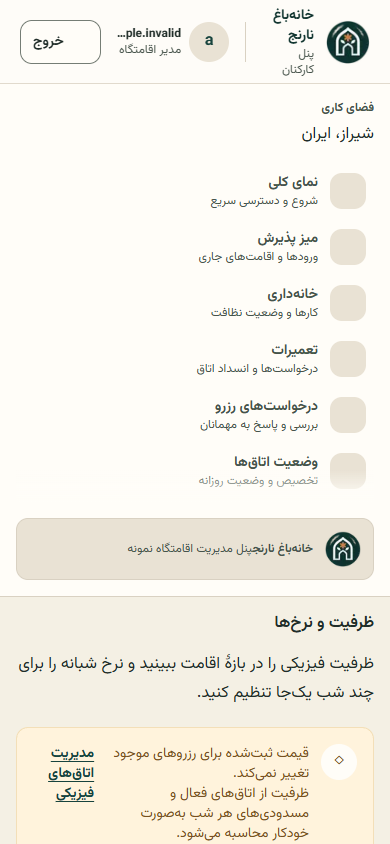 خانه‌باغ
نارنج
پنل
کارکنان
a
...ple.invalid
مدیر اقامتگاه
خروج
فضای کاری
شیراز، ایران
نمای کلی
شروع و دسترسی سریع
میز پذیرش
ورودها و اقامت‌های جاری
خانه‌داری
کارها و وضعیت نظافت
تعمیرات
درخواست‌ها و انسداد اتاق
درخواست‌های رزرو
بررسی و پاسخ به مهمانان
وضعیت اتاق‌ها
تخصیص و وضعیت روزانه
خانه‌باغ نارنجپنل مدیریت اقامتگاه نمونه
ظرفیت و نرخ‌ها
ظرفیت فیزیکی را در بازهٔ اقامت ببینید و نرخ شبانه را برای
چند شب یک‌جا تنظیم کنید.
قیمت ثبت‌شده برای رزروهای موجود
تغییر نمی‌کند.
ظرفیت از اتاق‌های فعال و
مسدودی‌های هر شب به‌صورت
خودکار محاسبه می‌شود.
مدیریت
اتاق‌های
فیزیکی